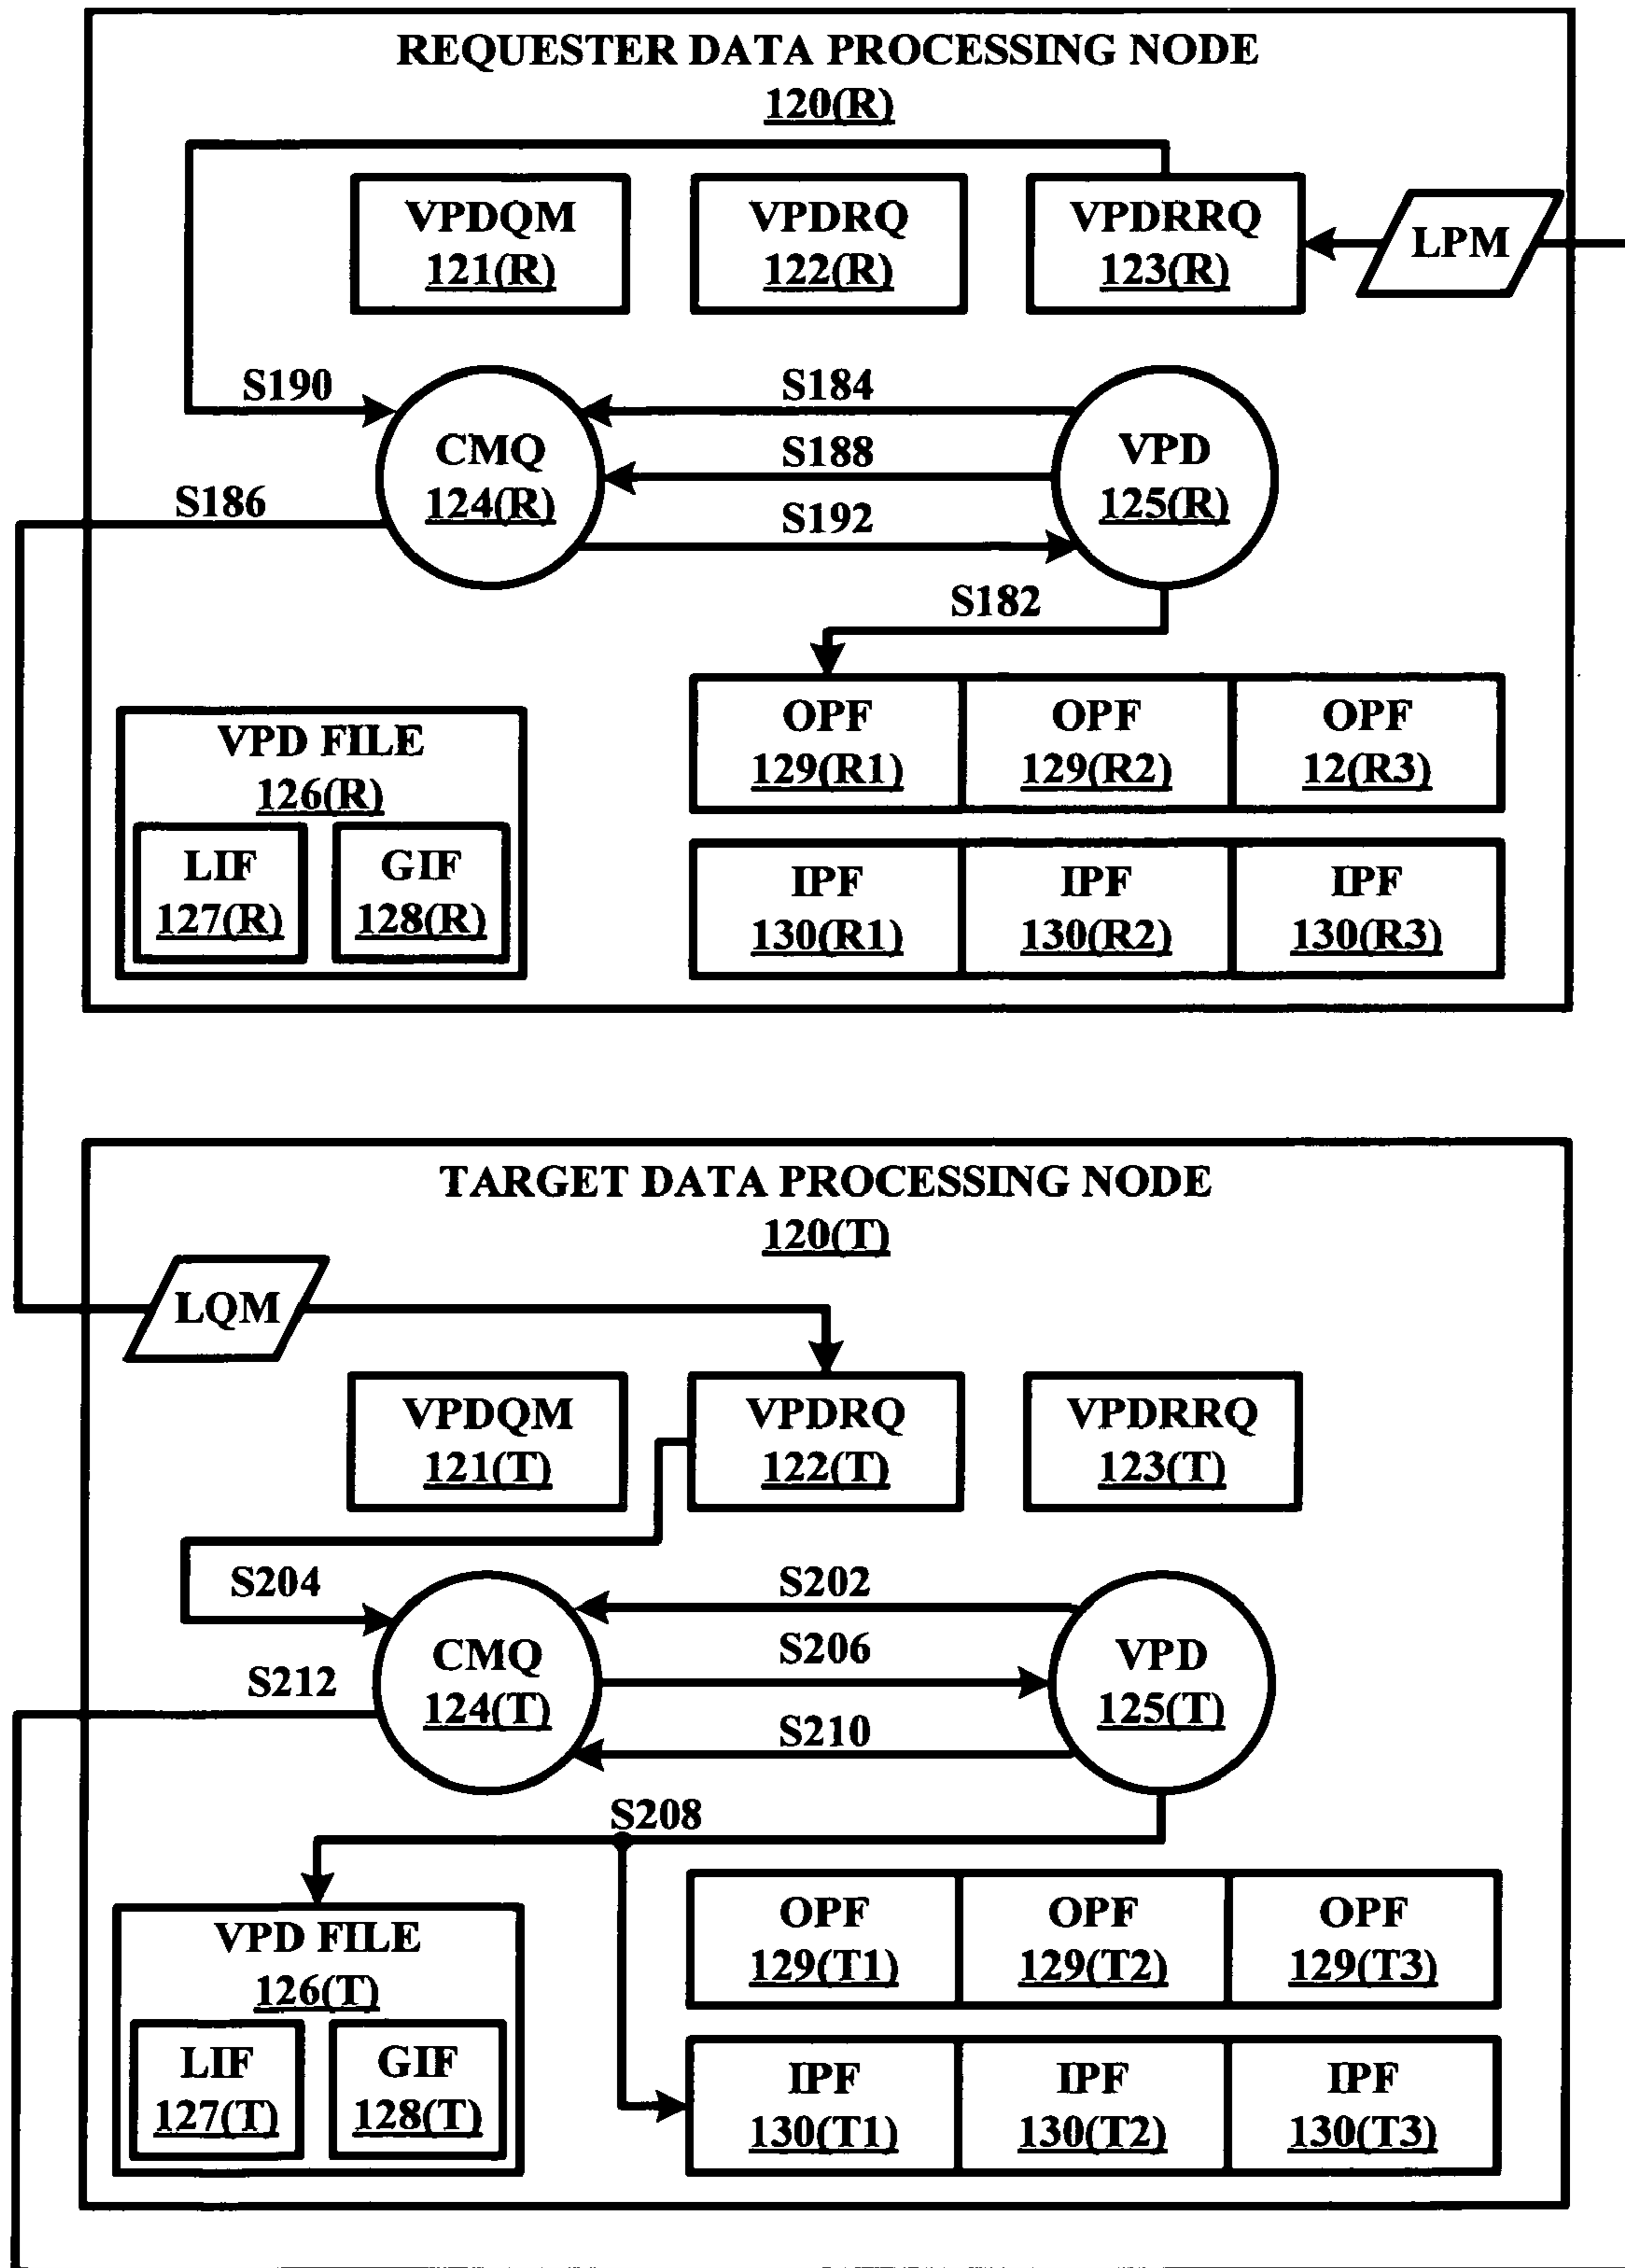 REQUESTER DATA PROCESSING NODE
120(R)
VPDQM
121(R)
VPDRQ
122(R)
VPDRRQ
123(R)
LPM
S190
S184
S188
S192
CMQ
124(R)
VPD
125(R)
S186
S182
VPD FILE
126(R)
LIF
127(R)
GIF
128(R)
OPF
129(R1)
OPF
129(R2)
OPF
12(R3)
IPF
130(R1)
IPF
130(R2)
IPF
130(R3)
TARGET DATA PROCESSING NODE
120(T)
LQM
VPDQM
121(T)
VPDRQ
122(T)
VPDRRQ
123(T)
S204
S202
S206
S210
CMQ
124(T)
VPD
125(T)
S212
S208
VPD FILE
126(T)
LIF
127(T)
GIF
128(T)
OPF
129(T1)
OPF
129(T2)
OPF
129(T3)
IPF
130(T1)
IPF
130(T2)
IPF
130(T3)